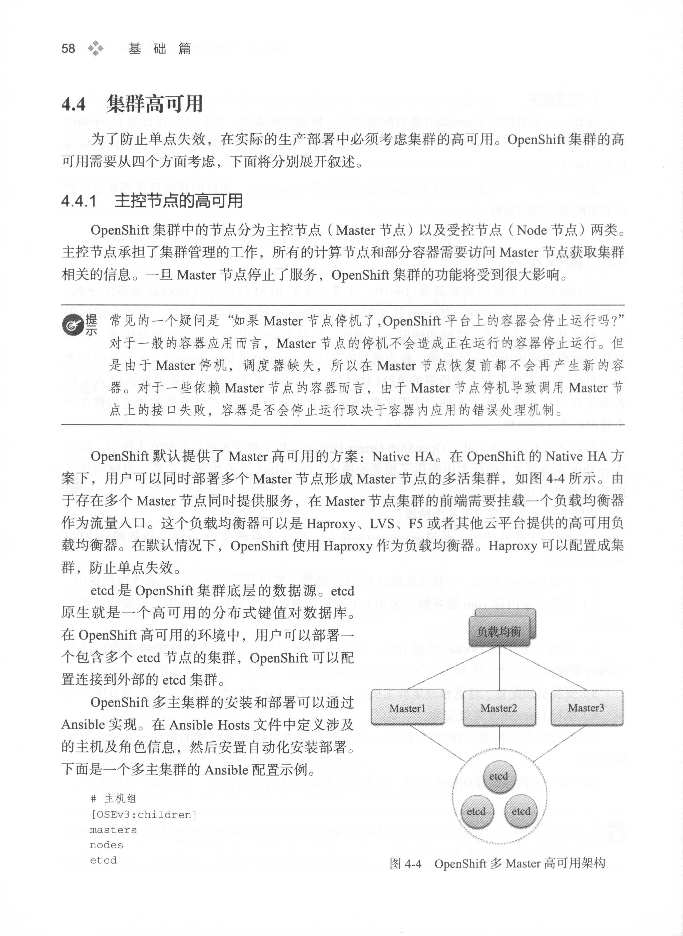 58 基 础 篇
4.4 集群高可用
为了防止单点失效，在实际的生产部署中必须考虑集群的高可用。OpenShift 集群的高
可用需要从四个方面考虑，下面将分别展开叙述。
4.4.1 主控节点的高可用
OpenShift 集群中的节点分为主控节点（Master 节点）以及受控节点（Node 节点）两类。
主控节点承担了集群管理的工作，所有的计算节点和部分容器需要访问 Master 节点获取集群
相关的信息。一旦 Master 节点停止了服务，OpenShift 集群的功能将受到很大影响。
提示 常见的一个疑问是“如果 Master 节点停机了,OpenShift 平台上的容器会停止运行吗?”
对于一般的容器应用而言，Master 节点的停机不会造成正在运行的容器停止运行。但
是由于 Master 停机，调度器缺失，所以在 Master 节点恢复前都不会再产生新的容
器。对于一些依赖 Master 节点的容器而言，由于 Master 节点停机导致调用 Master 节
点上的接口失败，容器是否会停止运行取决于容器内应用的错误处理机制。
OpenShift 默认提供了 Master 高可用的方案：Native HA。在 OpenShift 的 Native HA 方
案下，用户可以同时部署多个 Master 节点形成 Master 节点的多活集群，如图 4-4 所示。由
于存在多个 Master 节点同时提供服务，在 Master 节点集群的前端需要挂载一个负载均衡器
作为流量入口。这个负载均衡器可以是 Haproxy、LVS、F5 或者其他云平台提供的高可用负
载均衡器。在默认情况下，OpenShift 使用 Haproxy 作为负载均衡器。Haproxy 可以配置成集
群，防止单点失效。
etcd 是 OpenShift 集群底层的数据源。etcd
原生就是一个高可用的分布式键值对数据库。
在 OpenShift 高可用的环境中，用户可以部署一
个包含多个 etcd 节点的集群，OpenShift 可以配
置连接到外部的 etcd 集群。
OpenShift 多主集群的安装和部署可以通过
Ansible 实现。在 Ansible Hosts 文件中定义涉及
的主机及角色信息，然后安置自动化安装部署。
下面是一个多主集群的 Ansible 配置示例。
# 主机组
[OSEv3:children]
masters
nodes
etcd
负载均衡
Master1 Master2 Master3
etcd
etcd etcd
图 4-4 OpenShift 多 Master 高可用架构